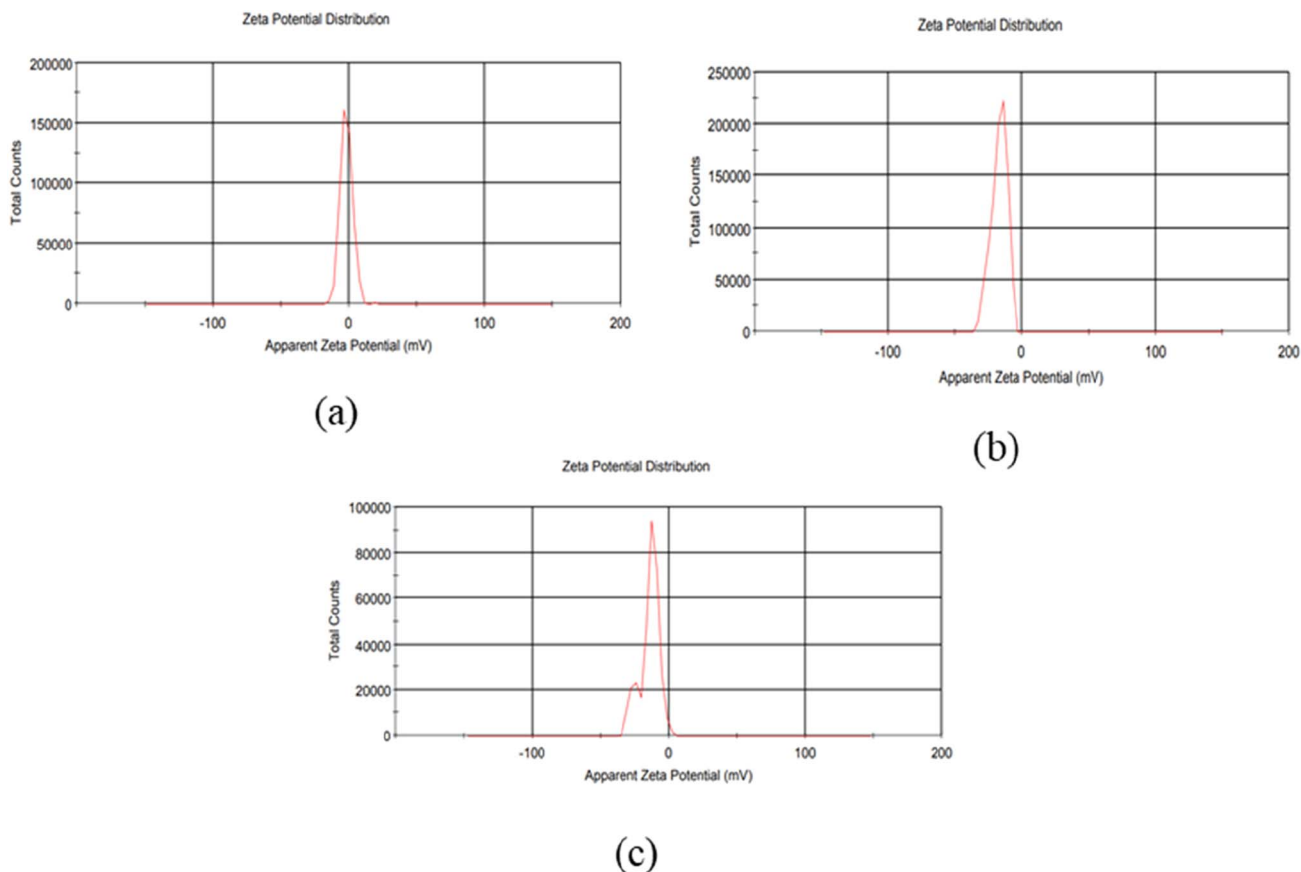 Zeta Potential Distribution
Total Counts
200000
150000
100000
50000
0
-100 0 100 200
Apparent Zeta Potential (mV)
(a)
Zeta Potential Distribution
Total Counts
250000
200000
150000
100000
50000
0
-100 0 100 200
Apparent Zeta Potential (mV)
(b)
Zeta Potential Distribution
Total Counts
100000
80000
60000
40000
20000
0
-100 0 100 200
Apparent Zeta Potential (mV)
(c)